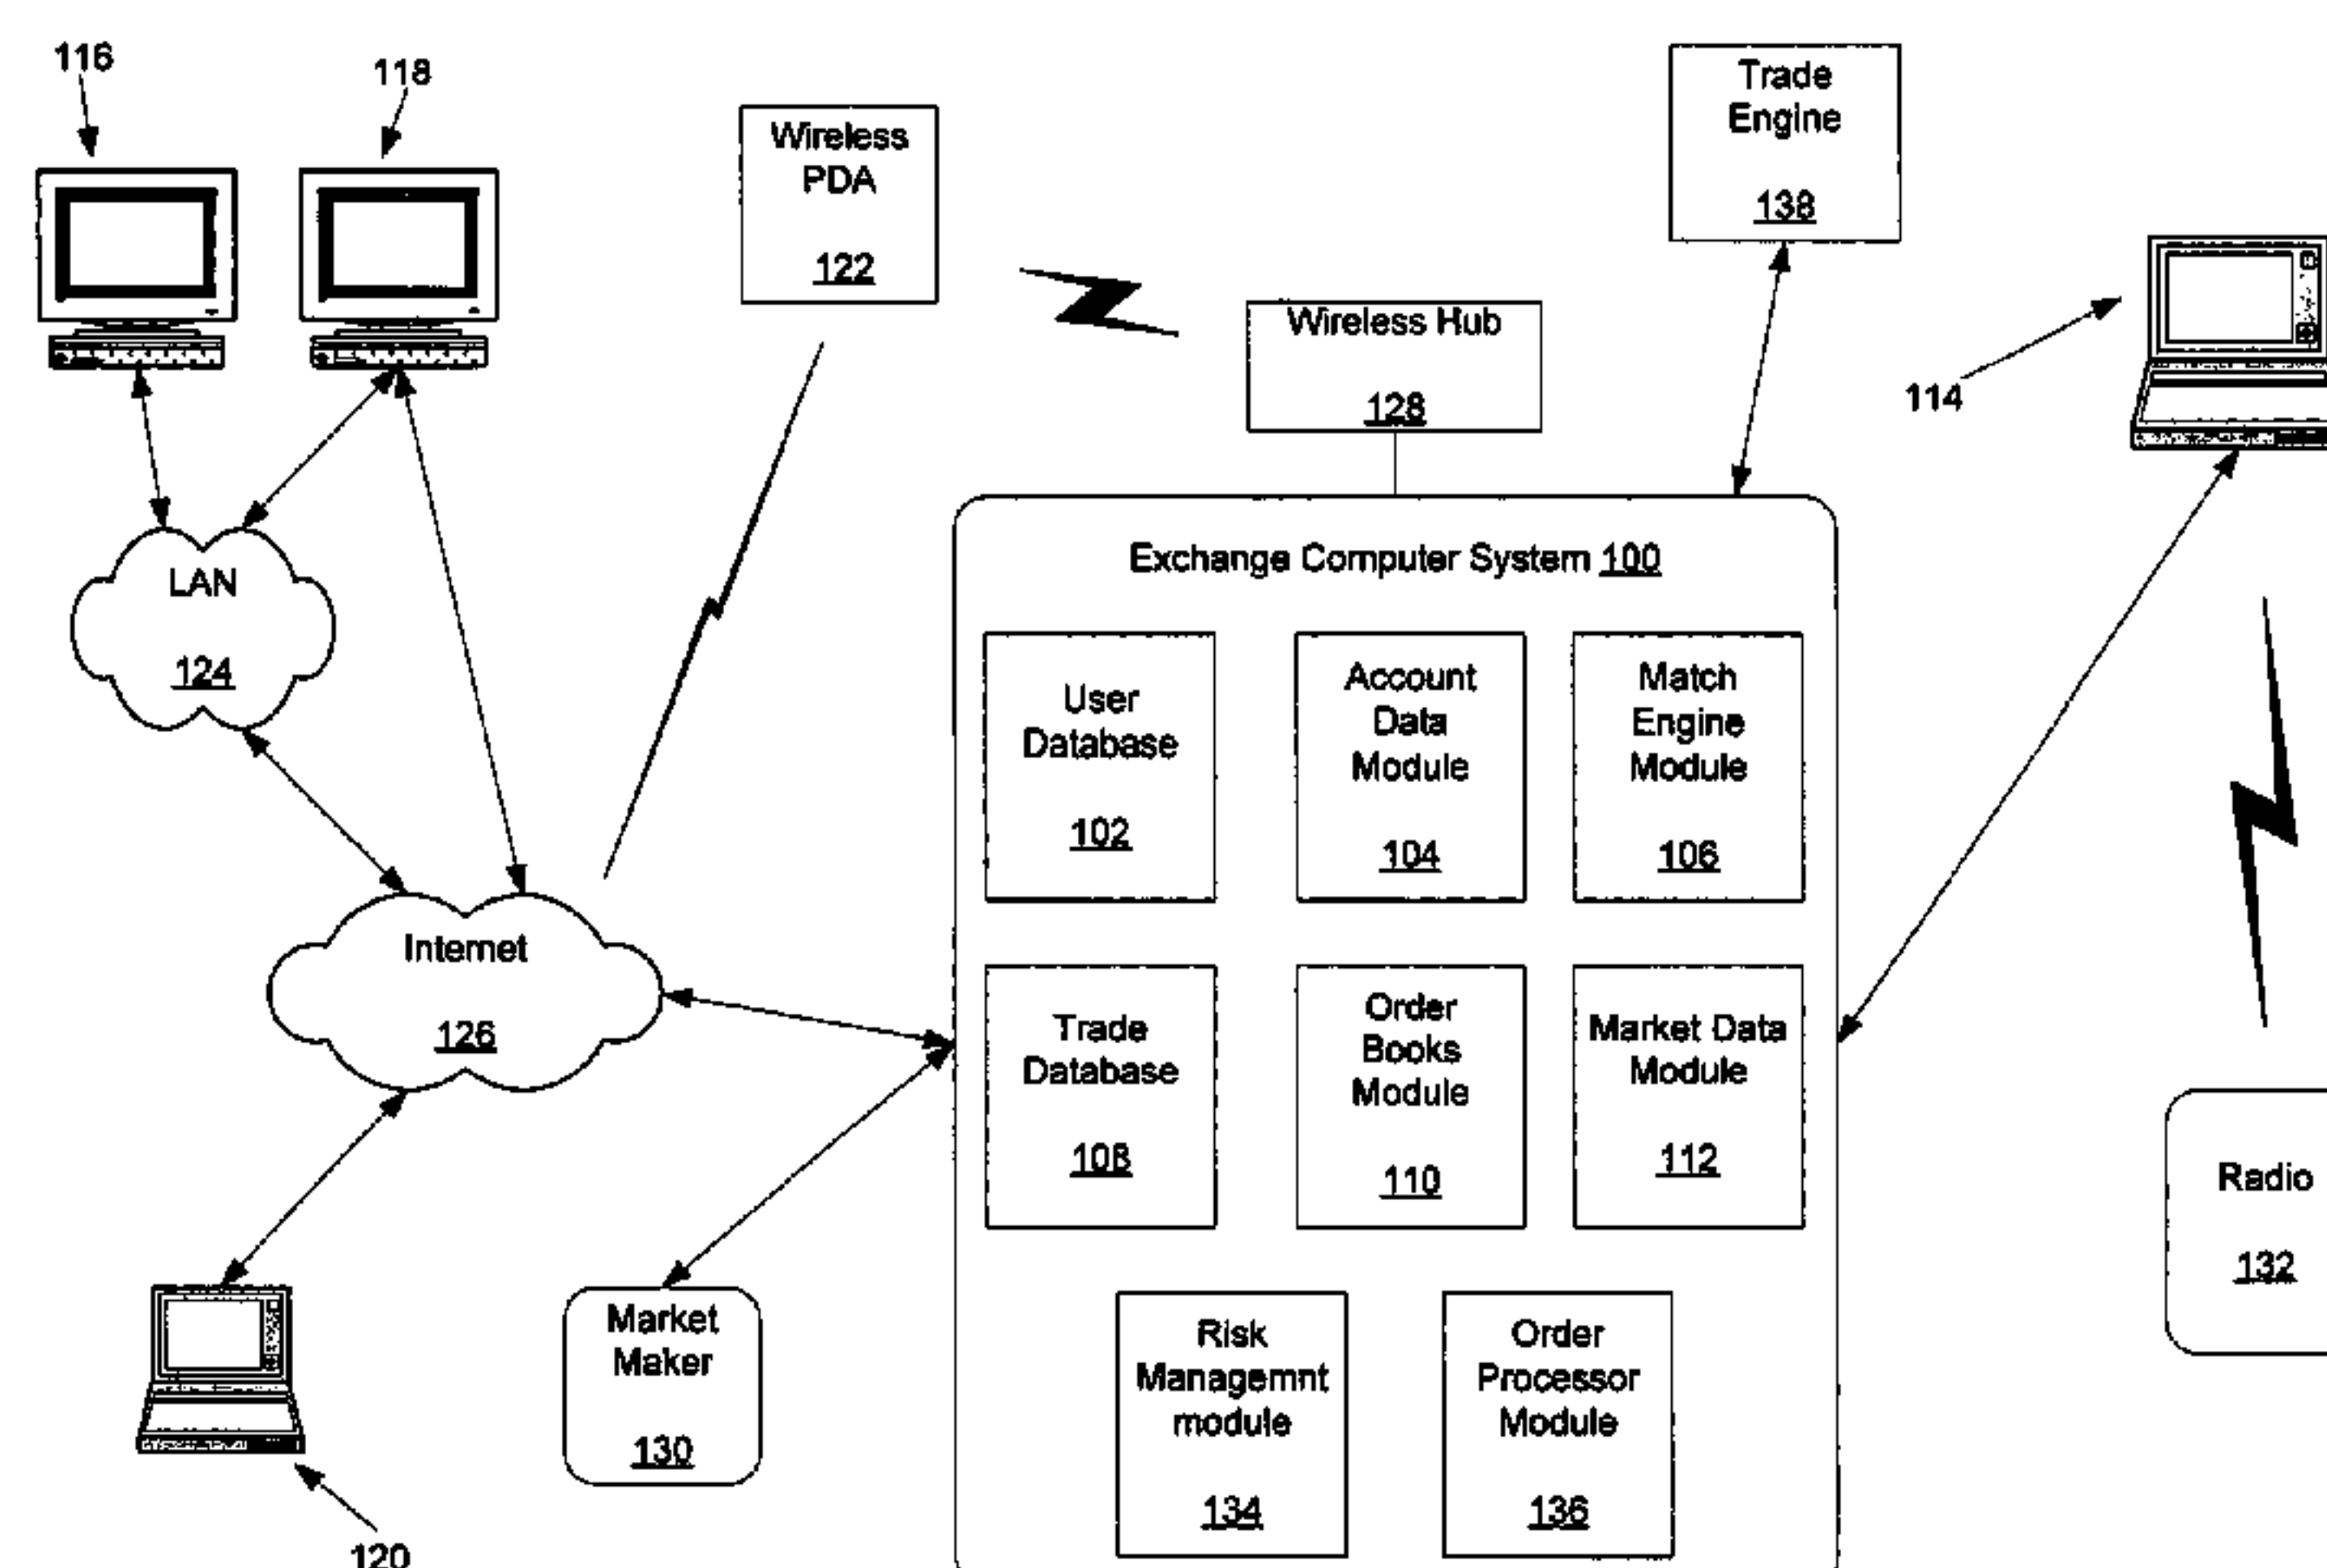 116
118
Wireless
PDA
122
Wireless Hub
128
Trade
Engine
138
114
LAN
124
Internet
126
Exchange Computer System 100
User
Database
102
Account
Data
Module
104
Match
Engine
Module
106
Trade
Database
108
Order
Books
Module
110
Market Data
Module
112
Risk
Managemnt
module
134
Order
Processor
Module
136
Market
Maker
130
Radio
132
120